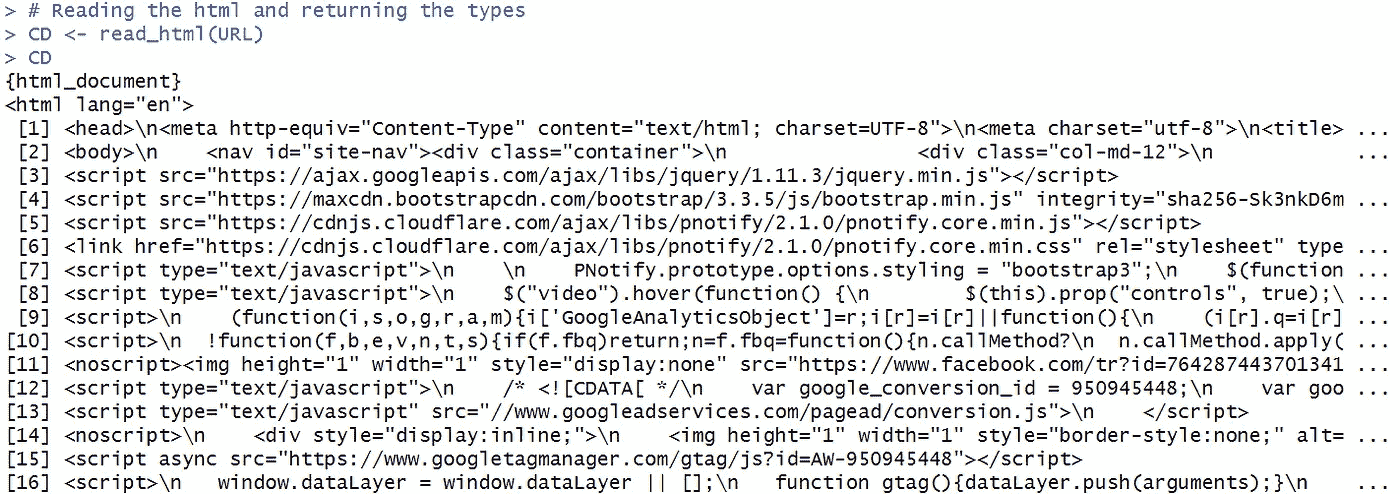 > # Reading the html and returning the types
> CD <- read_html(URL)
> CD
{html_document}
<html lang="en">
 [1] <head>\n<meta http-equiv="Content-Type" content="text/html; charset=UTF-8">\n<meta charset="utf-8">\n<title> ...
 [2] <body>\n    <nav id="site-nav"><div class="container">\n                <div class="col-md-12">\n            ...
 [3] <script src="https://ajax.googleapis.com/ajax/libs/jquery/1.11.3/jquery.min.js"></script>
 [4] <script src="https://maxcdn.bootstrapcdn.com/bootstrap/3.3.5/js/bootstrap.min.js" integrity="sha256-Sk3nkD6m ...
 [5] <script src="https://cdnjs.cloudflare.com/ajax/libs/pnotify/2.1.0/pnotify.core.min.js"></script>
 [6] <link href="https://cdnjs.cloudflare.com/ajax/libs/pnotify/2.1.0/pnotify.core.min.css" rel="stylesheet" type ...
 [7] <script type="text/javascript">\n    \n      PNotify.prototype.options.styling = "bootstrap3";\n    $(function ...
 [8] <script type="text/javascript">\n    $("video").hover(function() {\n        $(this).prop("controls", true);\ ...
 [9] <script>\n    (function(i,s,o,g,r,a,m){i['GoogleAnalyticsObject']=r;i[r]=i[r]||function(){\n    (i[r].q=i[r] ...
[10] <script>\n  !function(f,b,e,v,n,t,s){if(f.fbq)return;n=f.fbq=function(){n.callMethod?\n  n.callMethod.apply( ...
[11] <noscript><img height="1" width="1" style="display:none" src="https://www.facebook.com/tr?id=764287443701341 ...
[12] <script type="text/javascript">\n    /* <![CDATA[ */\n    var google_conversion_id = 950945448;\n    var goo ...
[13] <script type="text/javascript" src="//www.googleadservices.com/pagead/conversion.js">\n    </script>
[14] <noscript>\n    <div style="display:inline;">\n    <img height="1" width="1" style="border-style:none;" alt= ...
[15] <script async src="https://www.googletagmanager.com/gtag/js?id=AW-950945448"></script>
[16] <script>\n   window.dataLayer = window.dataLayer || [];\n   function gtag(){dataLayer.push(arguments);}\n    ...